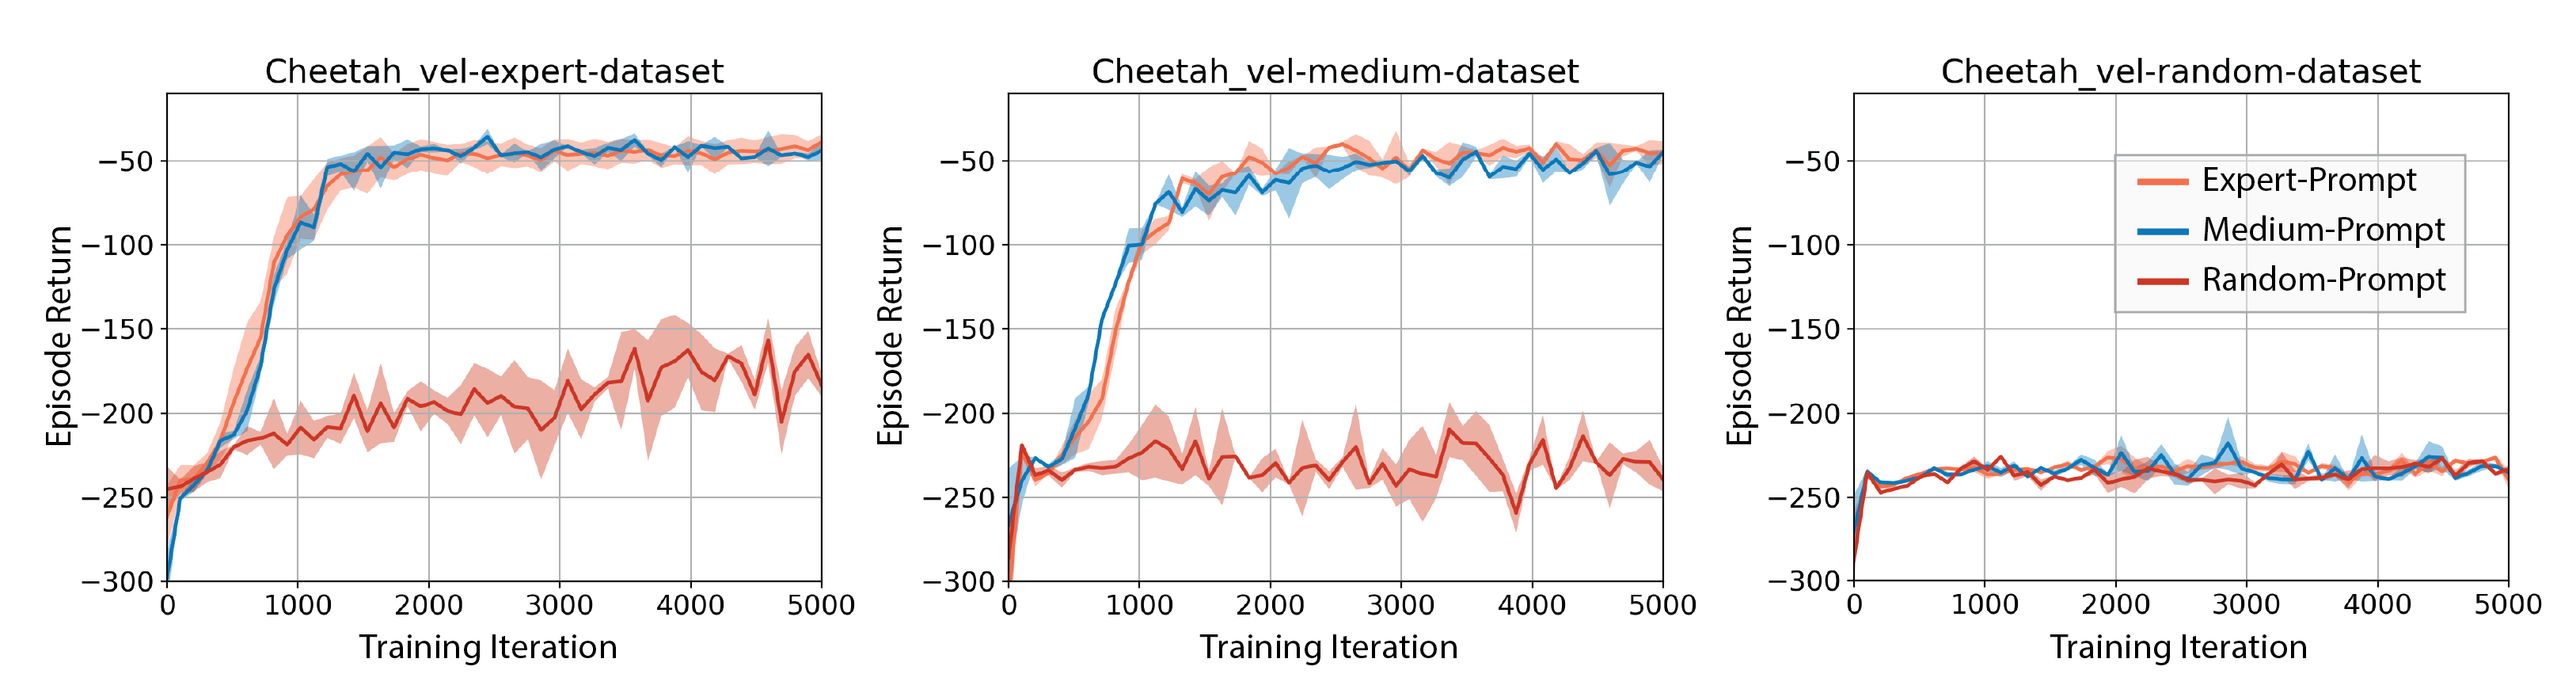 Cheetah_vel-expert-dataset
Episode Return
−50
−100
−150
−200
−250
−300
0 1000 2000 3000 4000 5000
Training Iteration
Cheetah_vel-medium-dataset
Episode Return
−50
−100
−150
−200
−250
−300
0 1000 2000 3000 4000 5000
Training Iteration
Cheetah_vel-random-dataset
Episode Return
−50
−100
−150
−200
−250
−300
0 1000 2000 3000 4000 5000
Training Iteration
Expert-Prompt
Medium-Prompt
Random-Prompt